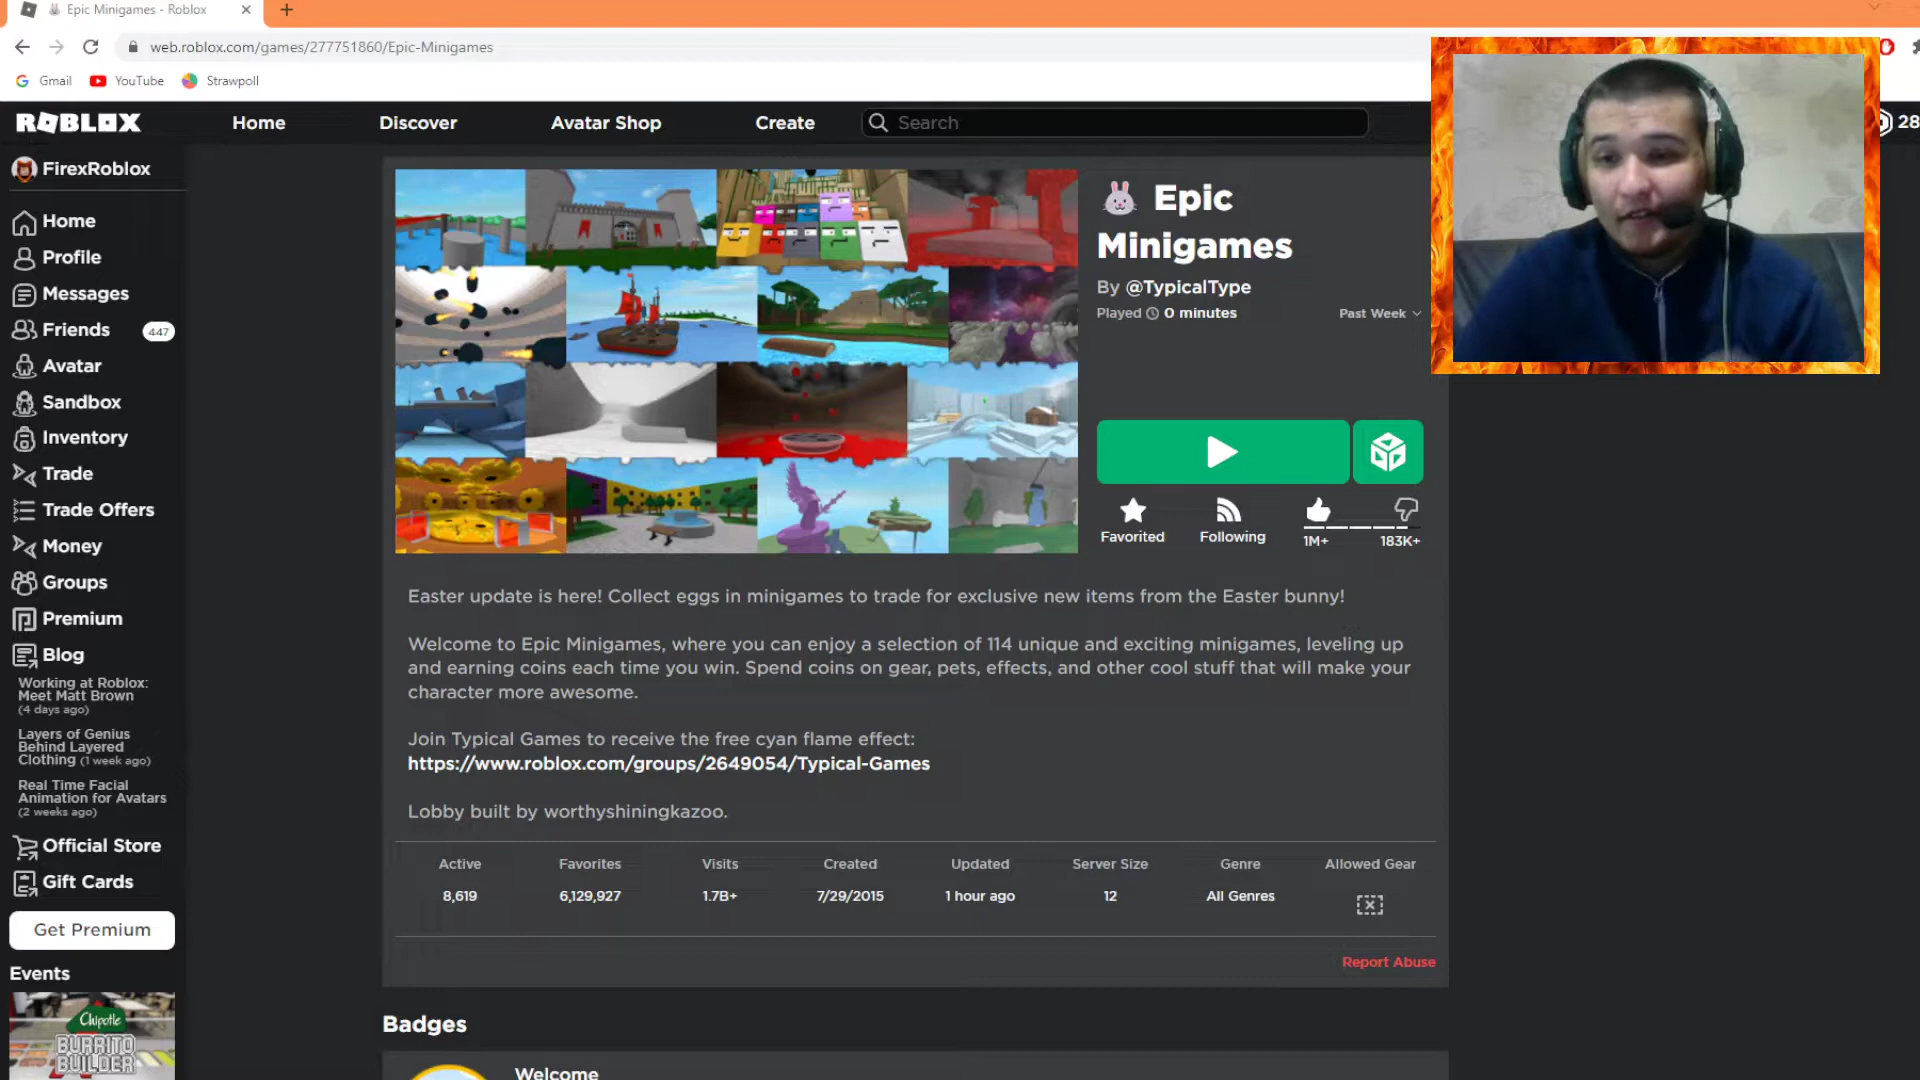 Epic Minigames - Roblox
web.roblox.com/games/277751860/Epic-Minigames
Gmail
YouTube
Strawpoll
ROBLOX
Home
Discover
Avatar Shop
Create
Search
28
FirexRoblox
Home
Profile
Messages
Friends
447
Avatar
Sandbox
Inventory
Trade
Trade Offers
Money
Groups
Premium
Blog
Working at Roblox:
Meet Matt Brown
(4 days ago)
Layers of Genius
Behind Layered
Clothing (1 week ago)
Real Time Facial
Animation for Avatars
(2 weeks ago)
Official Store
Gift Cards
Get Premium
Events
Chipotle
BURRITO
BUILDER
Epic
Minigames
By @TypicalType
Played 0 minutes
Past Week
Favorited
Following
1M+
183K+
Easter update is here! Collect eggs in minigames to trade for exclusive new items from the Easter bunny!
Welcome to Epic Minigames, where you can enjoy a selection of 114 unique and exciting minigames, leveling up
and earning coins each time you win. Spend coins on gear, pets, effects, and other cool stuff that will make your
character more awesome.
Join Typical Games to receive the free cyan flame effect:
https://www.roblox.com/groups/2649054/Typical-Games
Lobby built by worthyshiningkazoo.
Active
Favorites
Visits
Created
Updated
Server Size
Genre
Allowed Gear
8,619
6,129,927
1.7B+
7/29/2015
1 hour ago
12
All Genres
Report Abuse
Badges
Welcome